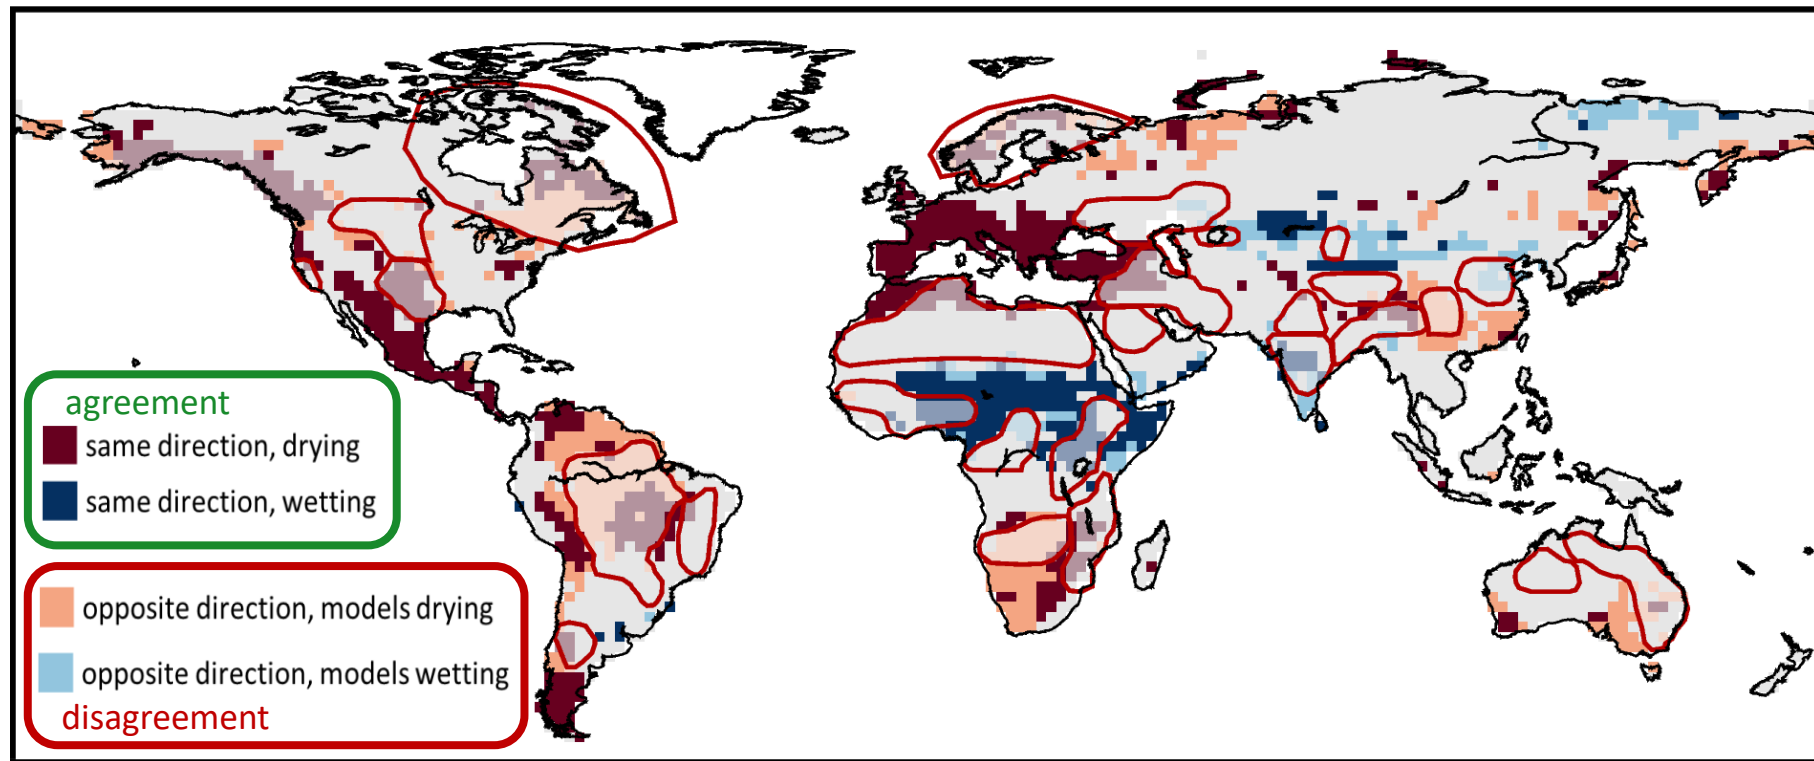 agreement
same direction, drying
same direction, wetting
opposite direction, models drying
opposite direction, models wetting
disagreement